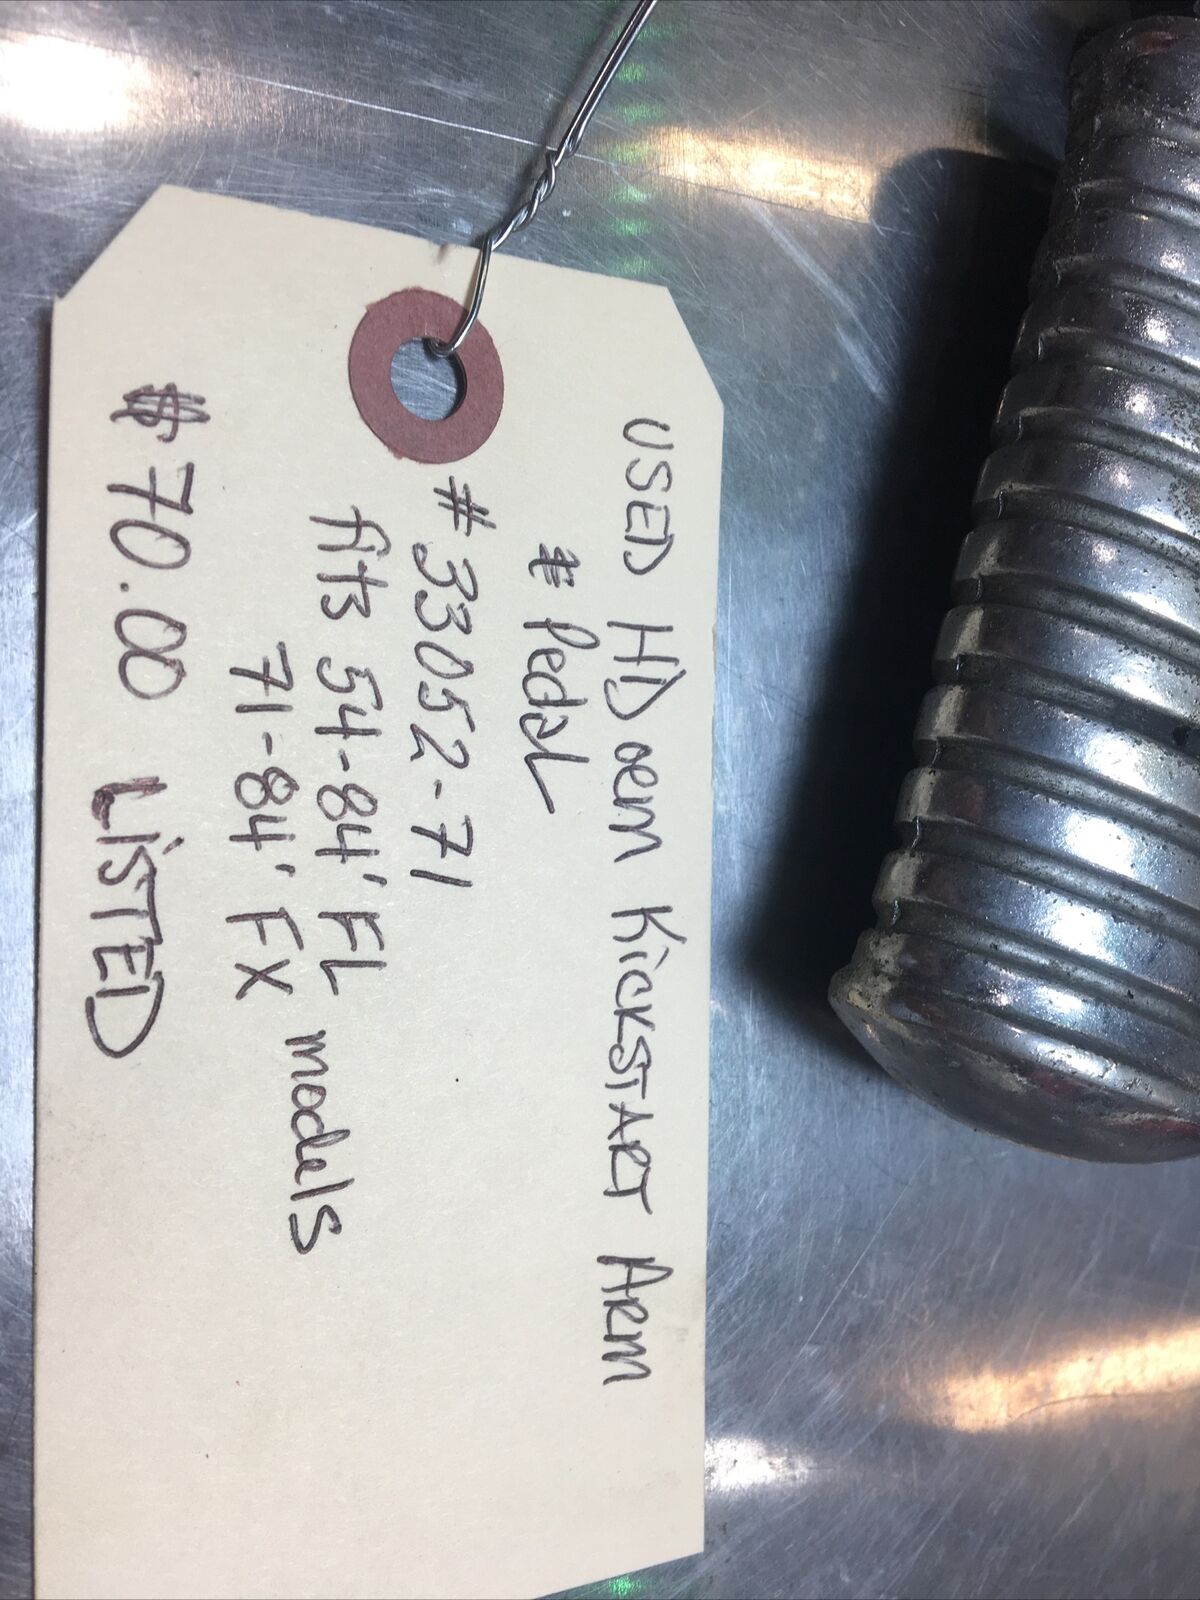 USED HD oem KickSTART Arm
& Pedal
# 33052-71
fits 54-84' FL models
71-84' FX
$70.00 LiSTED